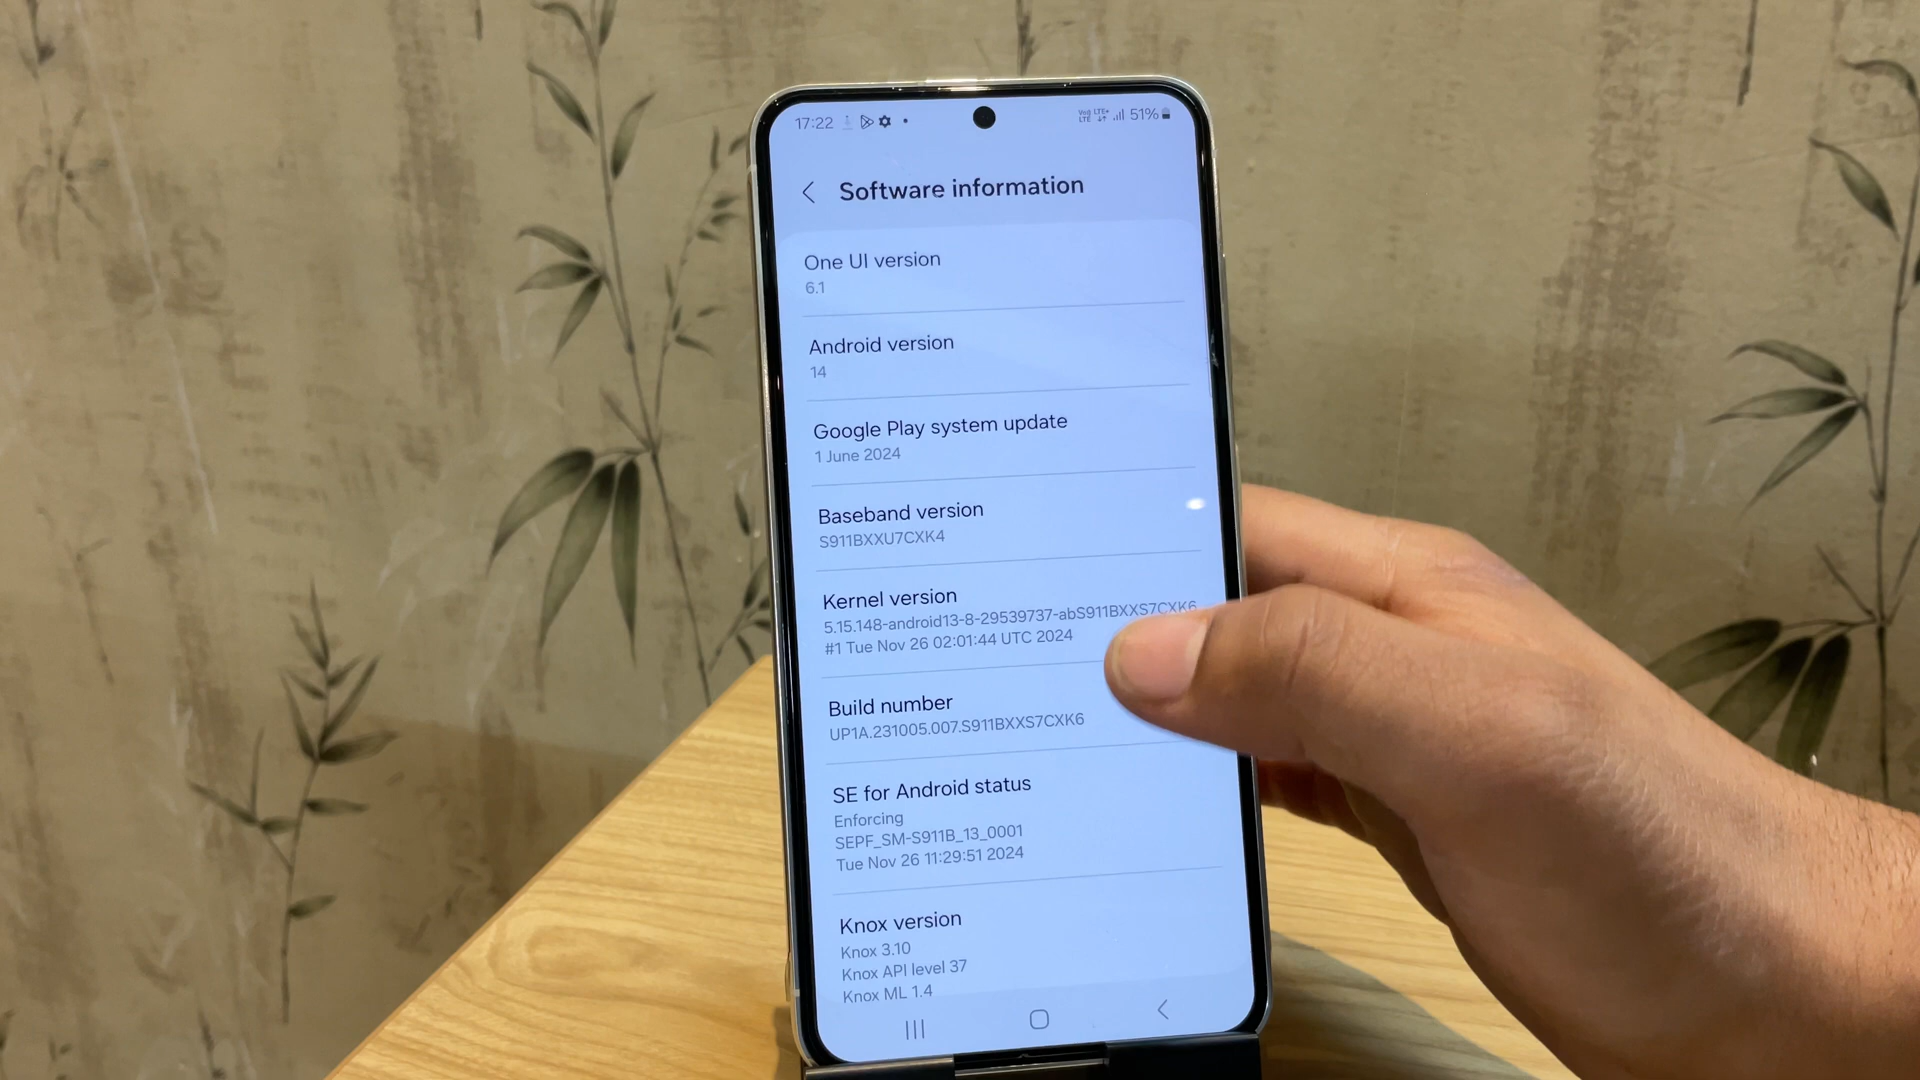 17:22 Vo) LTE LTE+ 51%
Software information
One UI version
6.1
Android version
14
Google Play system update
1 June 2024
Baseband version
S911BXXU7CXK4
Kernel version
5.15.148-android13-8-29539737-abS911BXXS7CXK6
#1 Tue Nov 26 02:01:44 UTC 2024
Build number
UP1A.231005.007.S911BXXS7CXK6
SE for Android status
Enforcing
SEPF_SM-S911B_13_0001
Tue Nov 26 11:29:51 2024
Knox version
Knox 3.10
Knox API level 37
Knox ML 1.4